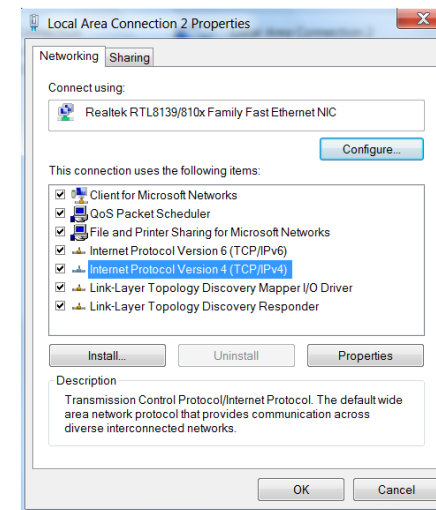 Local Area Connection 2 Properties
Networking Sharing
Connect using:
Realtek RTL8139/810x Family Fast Ethernet NIC
Configure...
This connection uses the following items:
Client for Microsoft Networks
QoS Packet Scheduler
File and Printer Sharing for Microsoft Networks
Internet Protocol Version 6 (TCP/IPv6)
Internet Protocol Version 4 (TCP/IPv4)
Link-Layer Topology Discovery Mapper I/O Driver
Link-Layer Topology Discovery Responder
Install... Uninstall Properties
Description
Transmission Control Protocol/Internet Protocol. The default wide
area network protocol that provides communication across
diverse interconnected networks.
OK Cancel